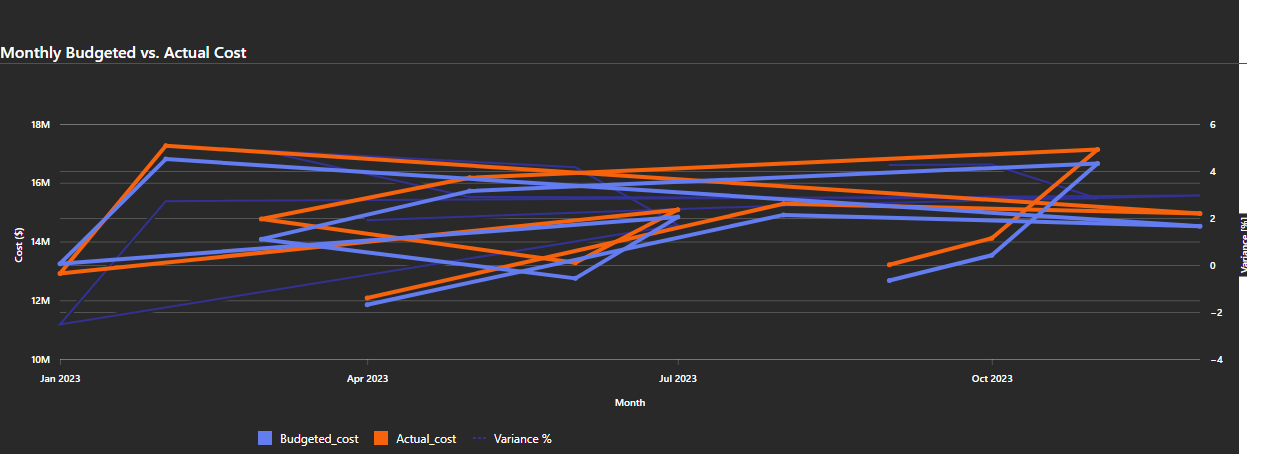 Monthly Budgeted vs. Actual Cost
18M
16M
14M
12M
10M
Cost ($)
6
4
2
0
−2
−4
Variance (%)
Jan 2023
Apr 2023
Jul 2023
Oct 2023
Month
Budgeted_cost
Actual_cost
Variance %